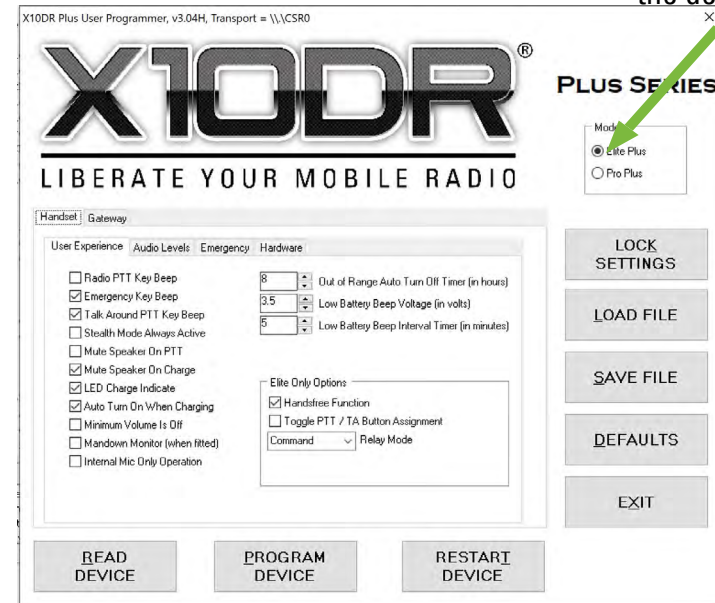 X10DR Plus User Programmer, v3.04H, Transport = \\.\CSR0
X10DR®
LIBERATE YOUR MOBILE RADIO
PLUS SERIES
Elite Plus
Pro Plus
Handset Gateway
User Experience Audio Levels Emergency Hardware
Radio PTT Key Beep
Emergency Key Beep
Talk Around PTT Key Beep
Stealth Mode Always Active
Mute Speaker On PTT
Mute Speaker On Charge
LED Charge Indicate
Auto Turn On When Charging
Minimum Volume Is Off
Mandown Monitor (when fitted)
Internal Mic Only Operation
8 Out of Range Auto Turn Off Timer (in hours)
3.5 Low Battery Beep Voltage (in volts)
5 Low Battery Beep Interval Timer (in minutes)
Elite Only Options
Handsfree Function
Toggle PTT / TA Button Assignment
Command Relay Mode
LOCK
SETTINGS
LOAD FILE
SAVE FILE
DEFAULTS
EXIT
READ
DEVICE
PROGRAM
DEVICE
RESTART
DEVICE